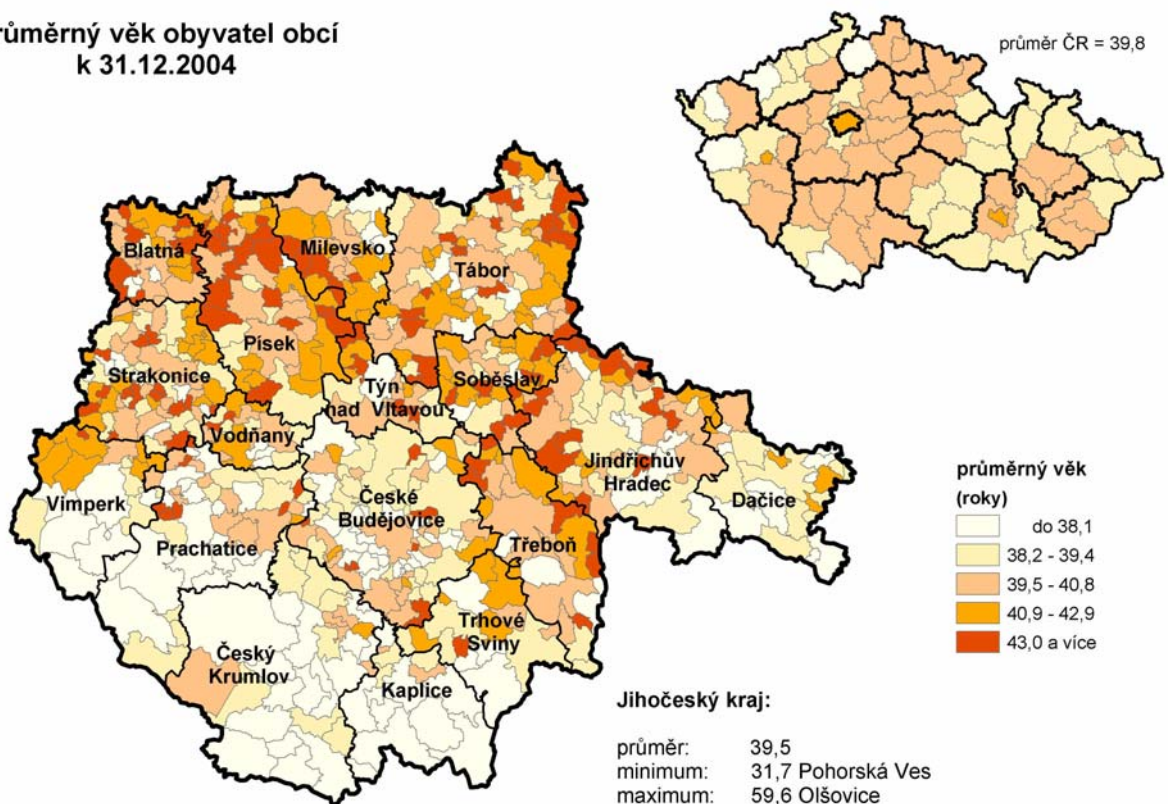 růměrný věk obyvatel obcí
k 31.12.2004
průměr ČR = 39,8
Blatná
Milevsko
Tábor
Písek
Strakonice
Týn
nad Vltavou
Soběslav
Vodňany
Jindřichův
Hradec
Vimperk
České
Budějovice
Dačice
Prachatice
Třeboň
Trhové
Sviny
Český
Krumlov
Kaplice
průměrný věk
(roky)
do 38,1
38,2 - 39,4
39,5 - 40,8
40,9 - 42,9
43,0 a více
Jihočeský kraj:
průměr: 39,5
minimum: 31,7 Pohorská Ves
maximum: 59,6 Olšovice